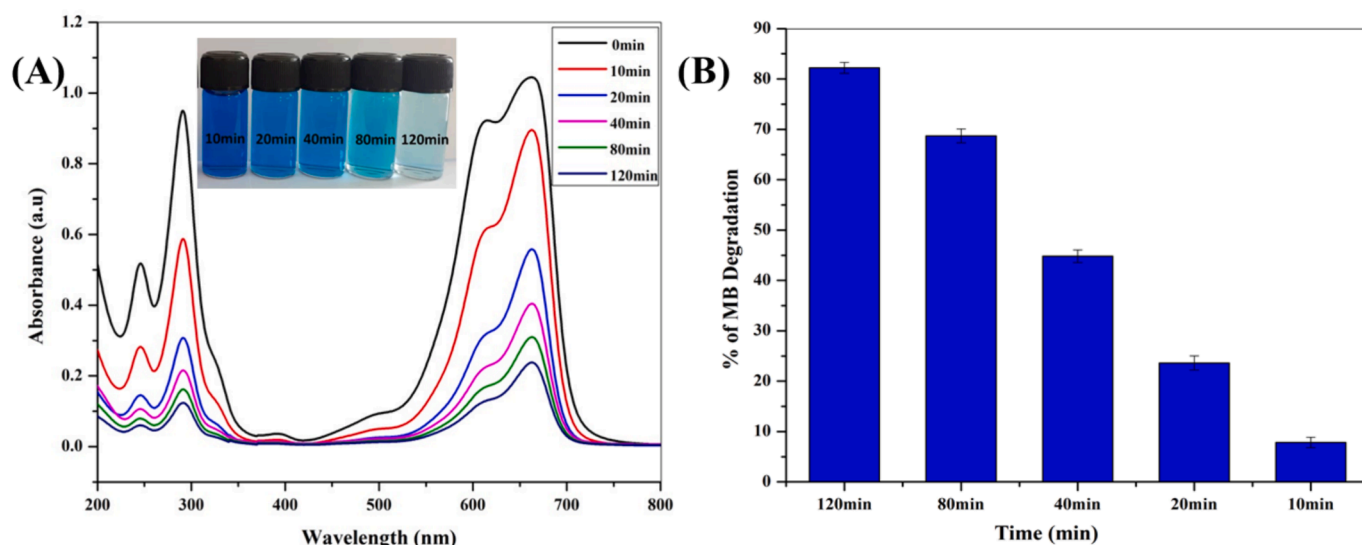 (A)
1.2
1.0
0.8
0.6
0.4
0.2
0.0
Absorbance (a.u)
200
300
400
500
600
700
800
Wavelength (nm)
10min
20min
40min
80min
120min
0min
10min
20min
40min
80min
120min
(B)
90
80
70
60
50
40
30
20
10
0
% of MB Degradation
120min
80min
40min
20min
10min
Time (min)